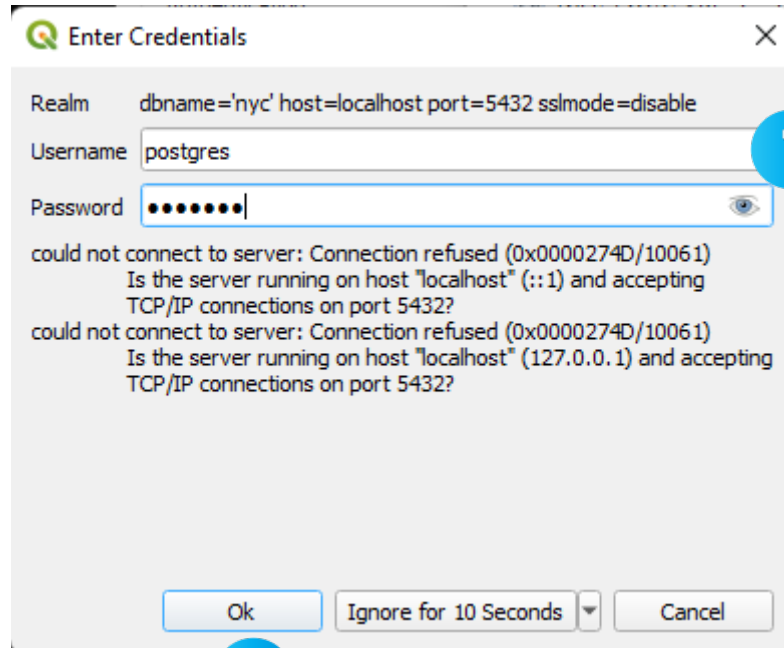 Enter Credentials
Realm dbname='nyc' host=localhost port=5432 sslmode=disable
Username postgres
Password ●●●●●●●
could not connect to server: Connection refused (0x0000274D/10061)
Is the server running on host "localhost" (::1) and accepting
TCP/IP connections on port 5432?
could not connect to server: Connection refused (0x0000274D/10061)
Is the server running on host "localhost" (127.0.0.1) and accepting
TCP/IP connections on port 5432?
Ok Ignore for 10 Seconds Cancel